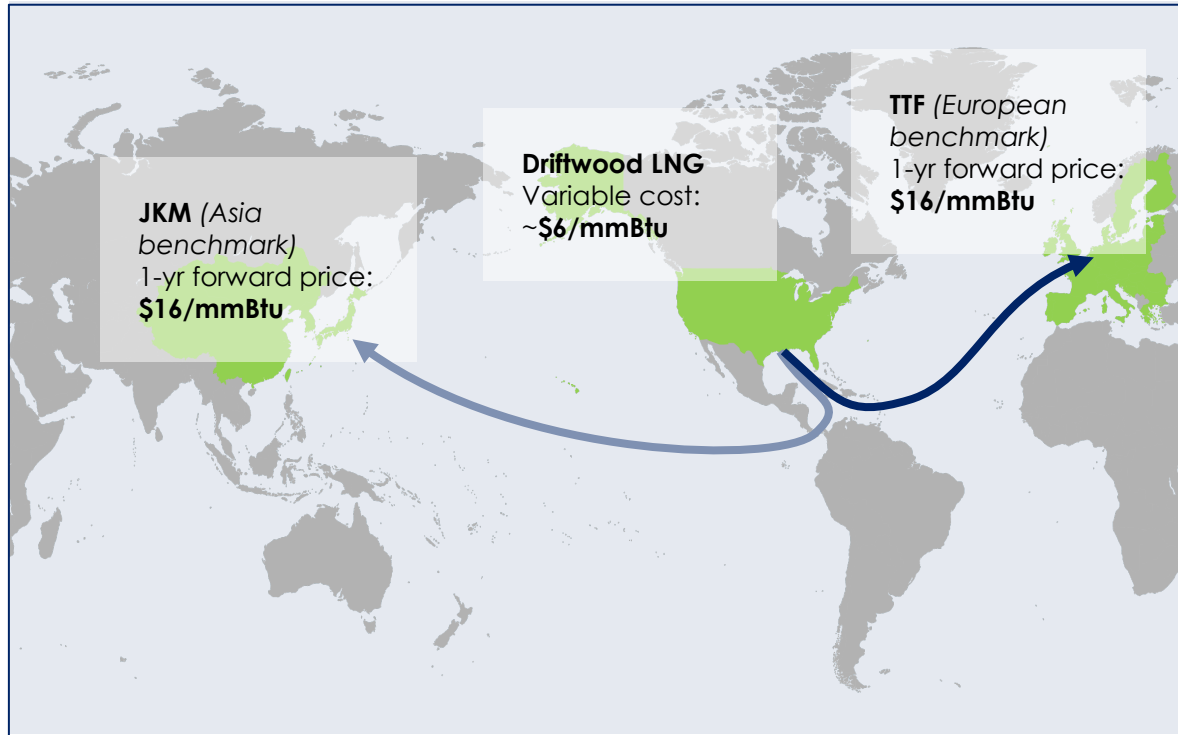 JKM (Asia
benchmark)
1-yr forward price:
$16/mmBtu
Driftwood LNG
Variable cost:
~$6/mmBtu
TTF (European
benchmark)
1-yr forward price:
$16/mmBtu